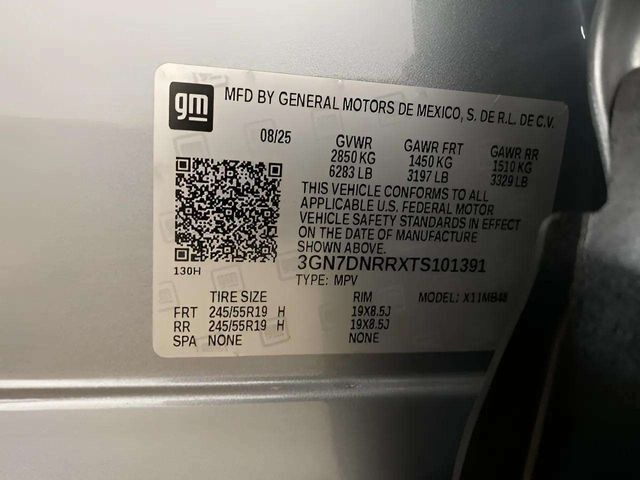 gm
MFD BY GENERAL MOTORS DE MEXICO, S. DE R.L. DE C.V.
08/25 GVWR GAWR FRT GAWR RR
2850 KG 1450 KG 1510 KG
6283 LB 3197 LB 3329 LB
THIS VEHICLE CONFORMS TO ALL
APPLICABLE U.S. FEDERAL MOTOR
VEHICLE SAFETY STANDARDS IN EFFECT
ON THE DATE OF MANUFACTURE
SHOWN ABOVE.
130H 3GN7DNRRXTS101391
TYPE: MPV
TIRE SIZE RIM MODEL: X11MB48
FRT 245/55R19 H 19X8.5J
RR 245/55R19 H 19X8.5J
SPA NONE NONE